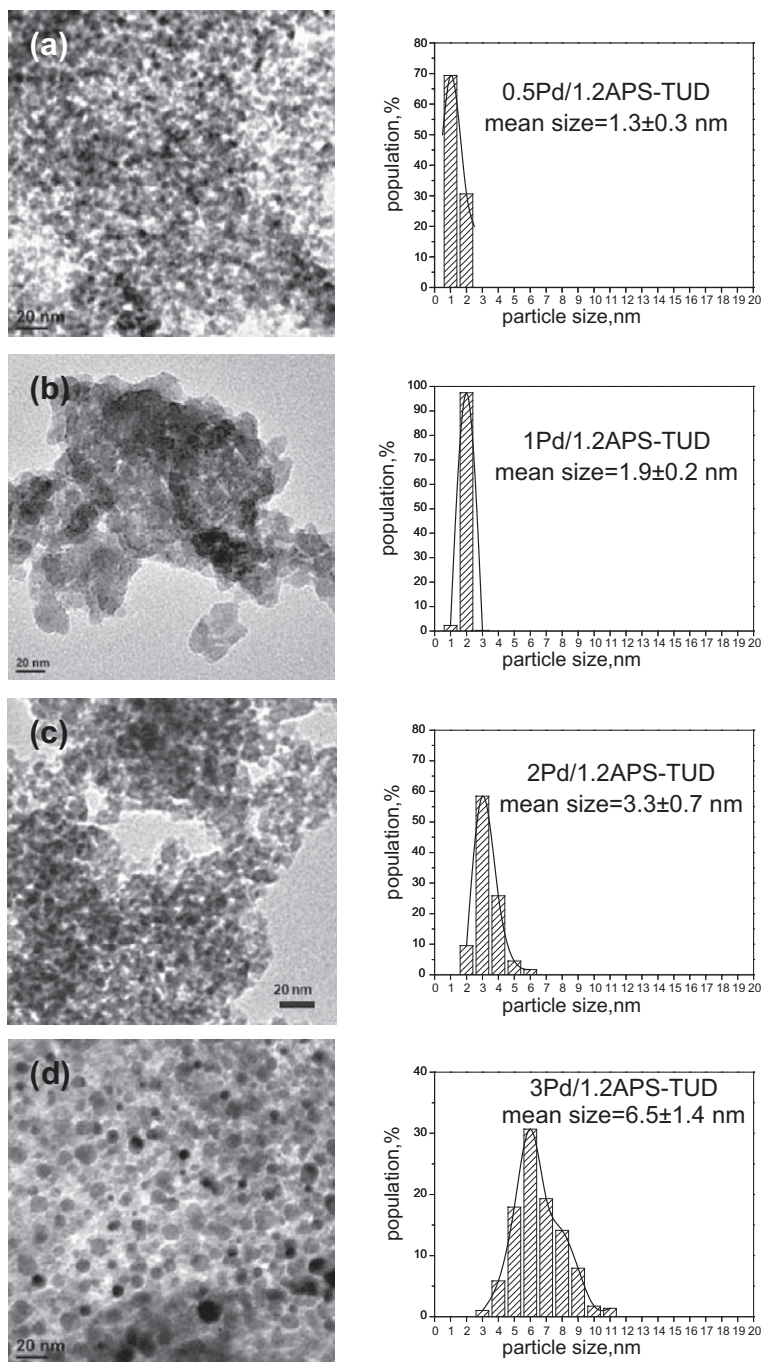 (a)
20 nm
80
70
60
50
40
30
20
10
0
population,%
0.5Pd/1.2APS-TUD
mean size=1.3±0.3 nm
0 1 2 3 4 5 6 7 8 9 10 11 12 13 14 15 16 17 18 19 20
particle size,nm
(b)
20 nm
100
90
80
70
60
50
40
30
20
10
0
population,%
1Pd/1.2APS-TUD
mean size=1.9±0.2 nm
0 1 2 3 4 5 6 7 8 9 10 11 12 13 14 15 16 17 18 19 20
particle size,nm
(c)
20 nm
80
70
60
50
40
30
20
10
0
population,%
2Pd/1.2APS-TUD
mean size=3.3±0.7 nm
0 1 2 3 4 5 6 7 8 9 10 11 12 13 14 15 16 17 18 19 20
particle size,nm
(d)
20 nm
40
30
20
10
0
population,%
3Pd/1.2APS-TUD
mean size=6.5±1.4 nm
0 1 2 3 4 5 6 7 8 9 10 11 12 13 14 15 16 17 18 19 20
particle size,nm